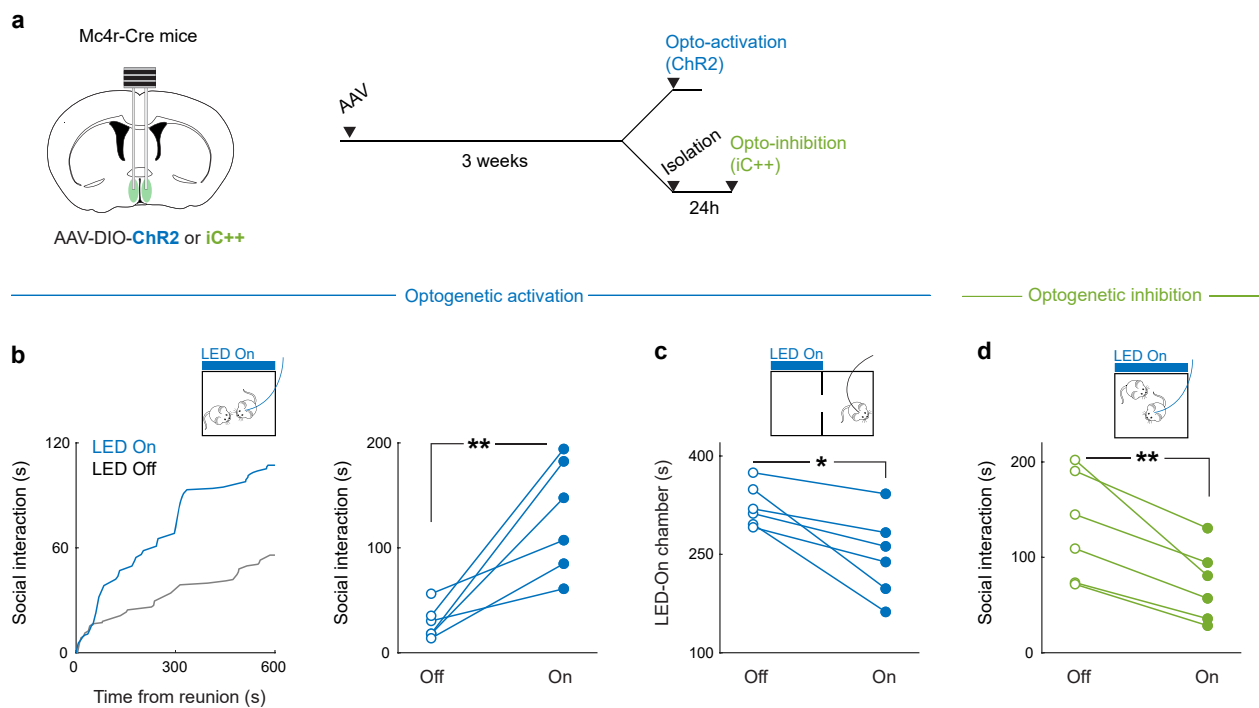 a
Mc4r-Cre mice
AAV-DIO-ChR2 or iC++
AAV
3 weeks
Opto-activation
(ChR2)
Isolation
Opto-inhibition
(iC++)
24h
Optogenetic activation
Optogenetic inhibition
b
LED On
120
60
0
Social interaction (s)
LED On
LED Off
0
300
600
Time from reunion (s)
200
100
0
Social interaction (s)
**
Off
On
c
LED On
400
250
100
LED-On chamber (s)
*
Off
On
d
LED On
200
100
0
Social interaction (s)
**
Off
On